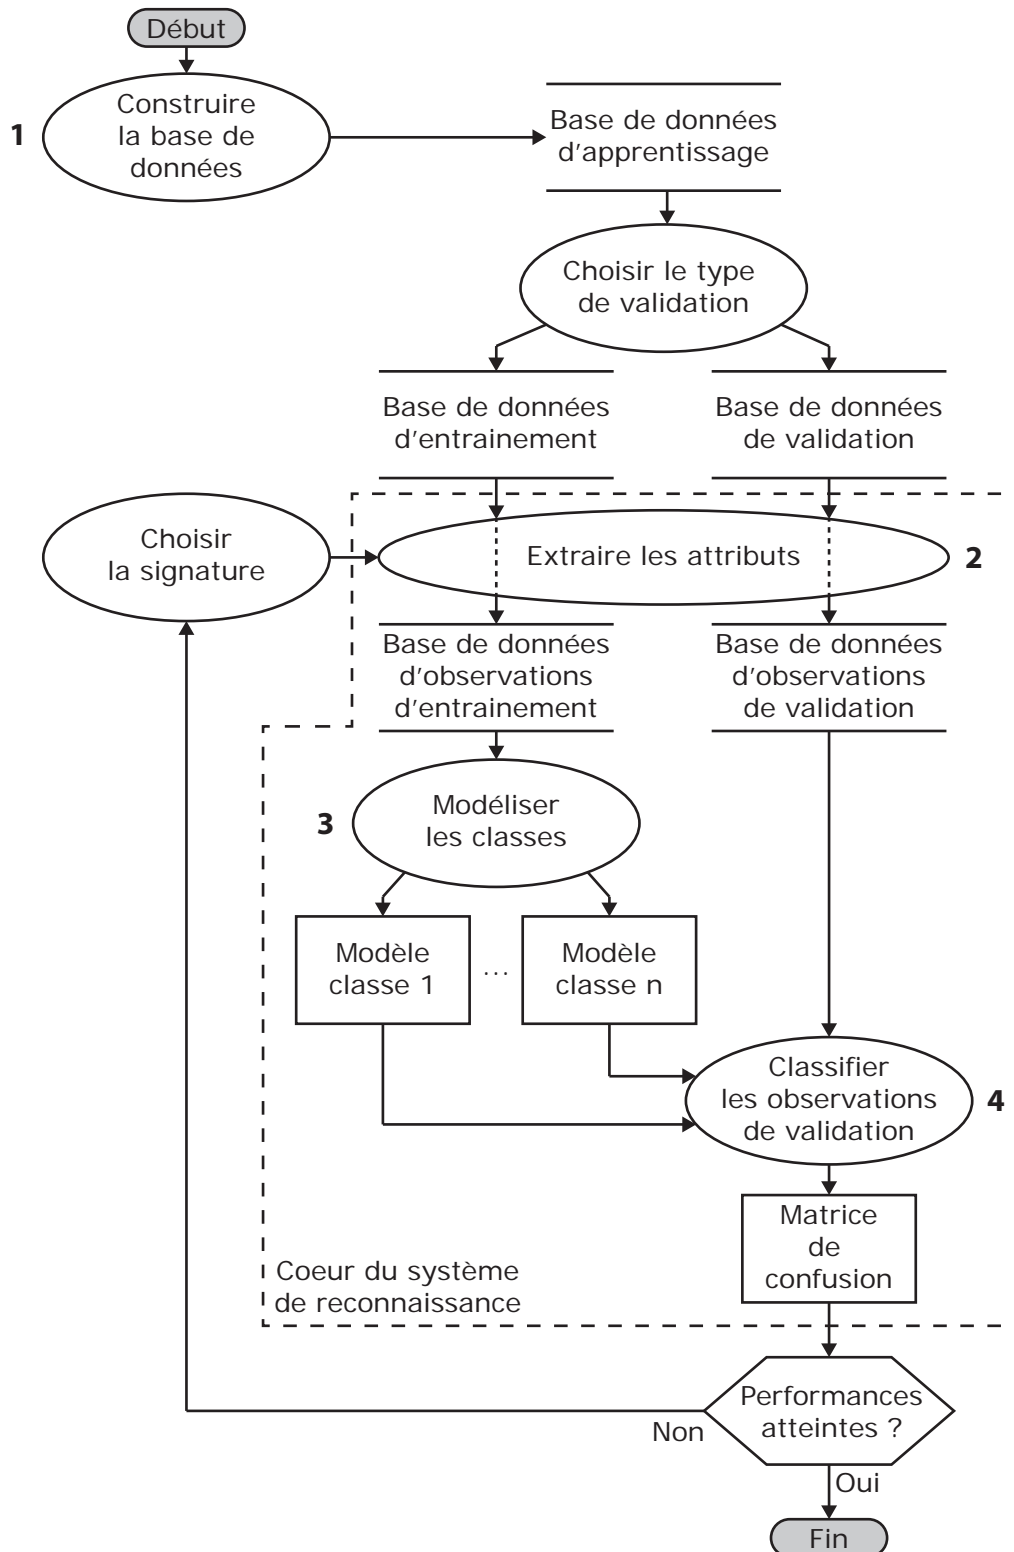 Début
1
Construire
la base de
données
Base de données
d'apprentissage
Choisir le type
de validation
Base de données
d'entrainement
Base de données
de validation
Choisir
la signature
Extraire les attributs
2
Base de données
d'observations
d'entrainement
Base de données
d'observations
de validation
3
Modéliser
les classes
Modèle
classe 1
...
Modèle
classe n
Classifier
les observations
de validation
4
Matrice
de
confusion
Coeur du système
de reconnaissance
Performances
atteintes ?
Non
Oui
Fin